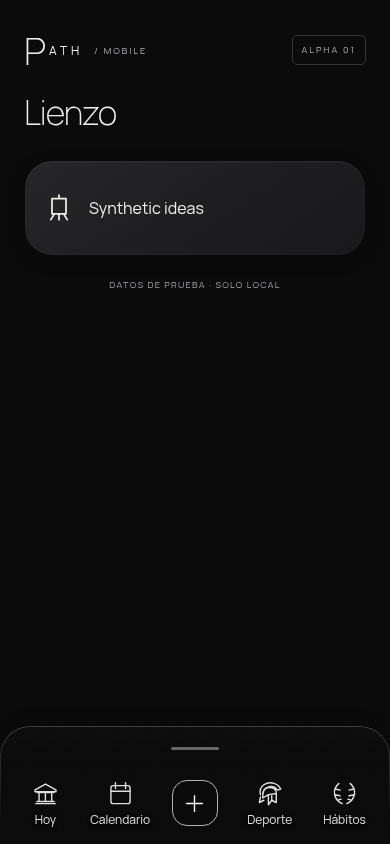 PATH / MOBILE
ALPHA 01
Lienzo
Synthetic ideas
DATOS DE PRUEBA · SOLO LOCAL
Hoy
Calendario
Deporte
Hábitos